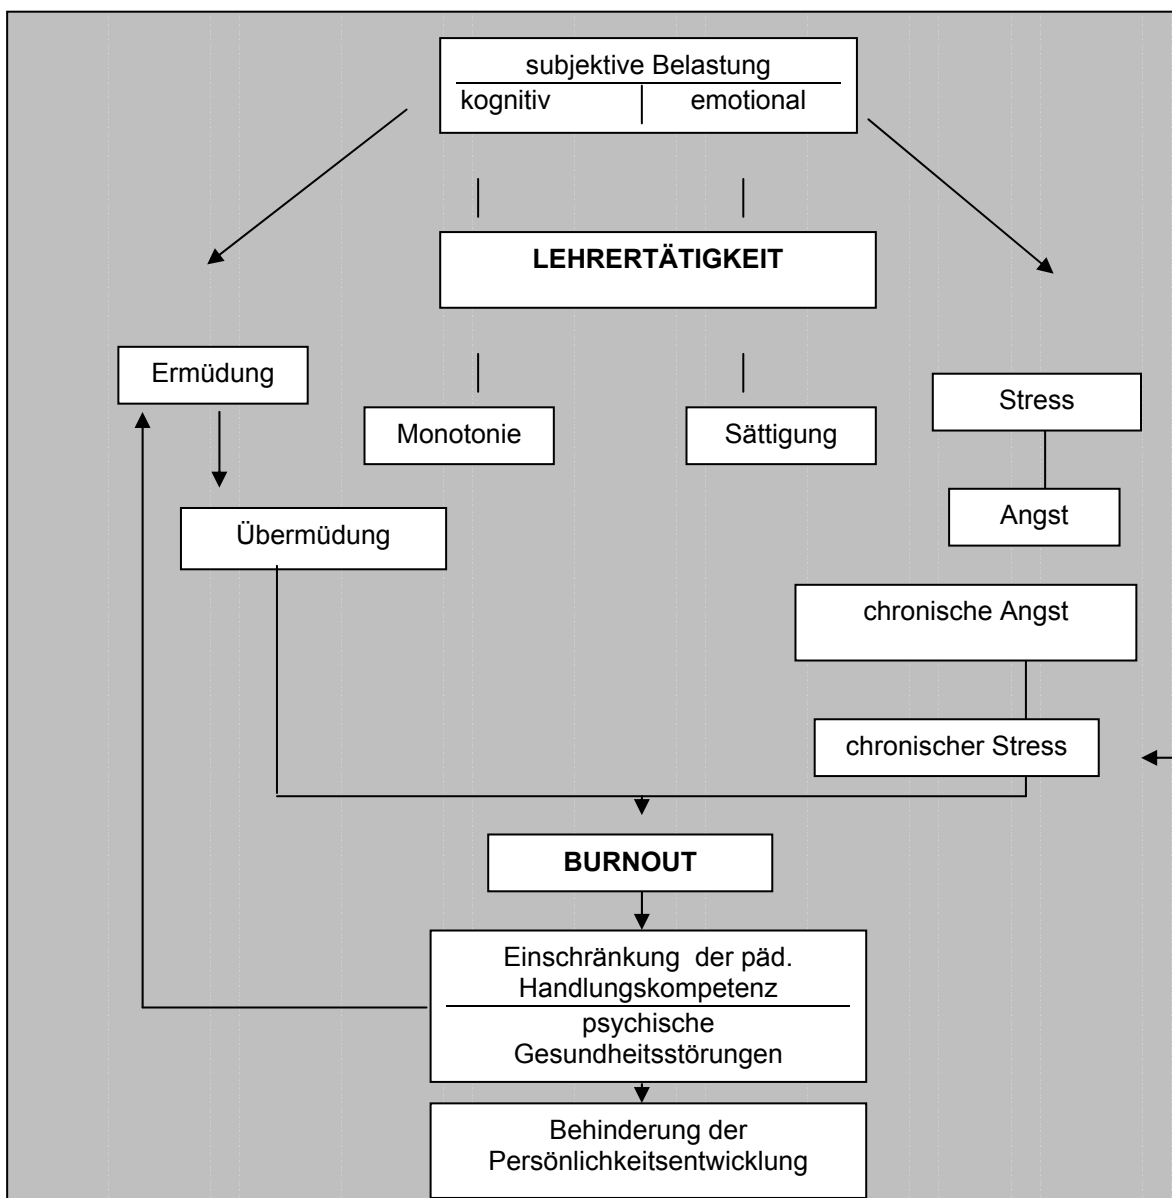 subjektive Belastung
kognitiv emotional
LEHRERTÄTIGKEIT
Ermüdung
Stress
Monotonie
Sättigung
Angst
Übermüdung
chronische Angst
chronischer Stress
BURNOUT
Einschränkung der päd.
Handlungskompetenz
psychische
Gesundheitsstörungen
Behinderung der
Persönlichkeitsentwicklung